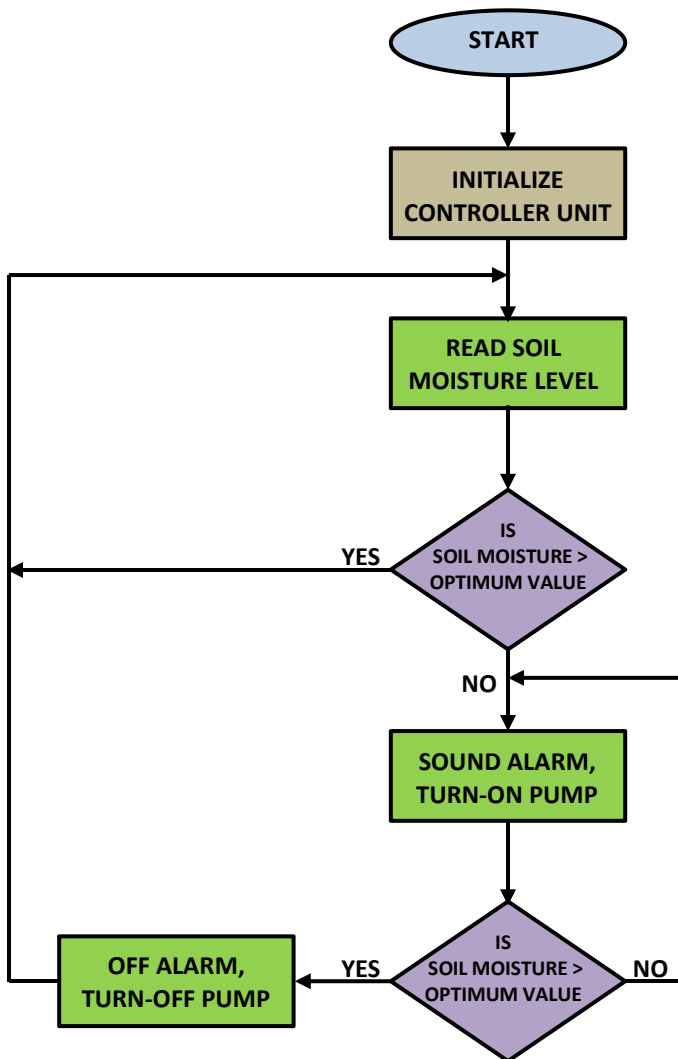 START
INITIALIZE
CONTROLLER UNIT
READ SOIL
MOISTURE LEVEL
IS
SOIL MOISTURE >
OPTIMUM VALUE
YES
NO
SOUND ALARM,
TURN-ON PUMP
IS
SOIL MOISTURE >
OPTIMUM VALUE
YES
NO
OFF ALARM,
TURN-OFF PUMP